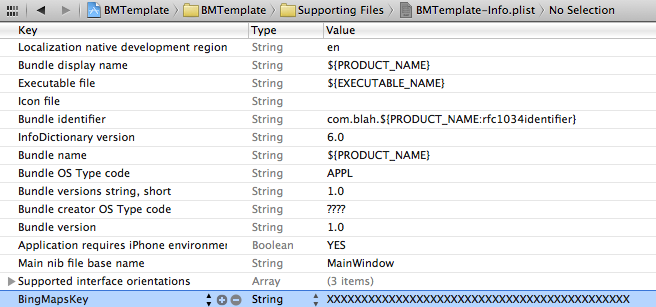 BMTemplate BMTemplate Supporting Files BMTemplate-Info.plist No Selection
Key Type Value
Localization native development region String en
Bundle display name String ${PRODUCT_NAME}
Executable file String ${EXECUTABLE_NAME}
Icon file String
Bundle identifier String com.blah.${PRODUCT_NAME:rfc1034identifier}
InfoDictionary version String 6.0
Bundle name String ${PRODUCT_NAME}
Bundle OS Type code String APPL
Bundle versions string, short String 1.0
Bundle creator OS Type code String ????
Bundle version String 1.0
Application requires iPhone environmen Boolean YES
Main nib file base name String MainWindow
Supported interface orientations Array (3 items)
BingMapsKey String XXXXXXXXXXXXXXXXXXXXXXXXXXXXXXXXXXXXXXXXXXXX